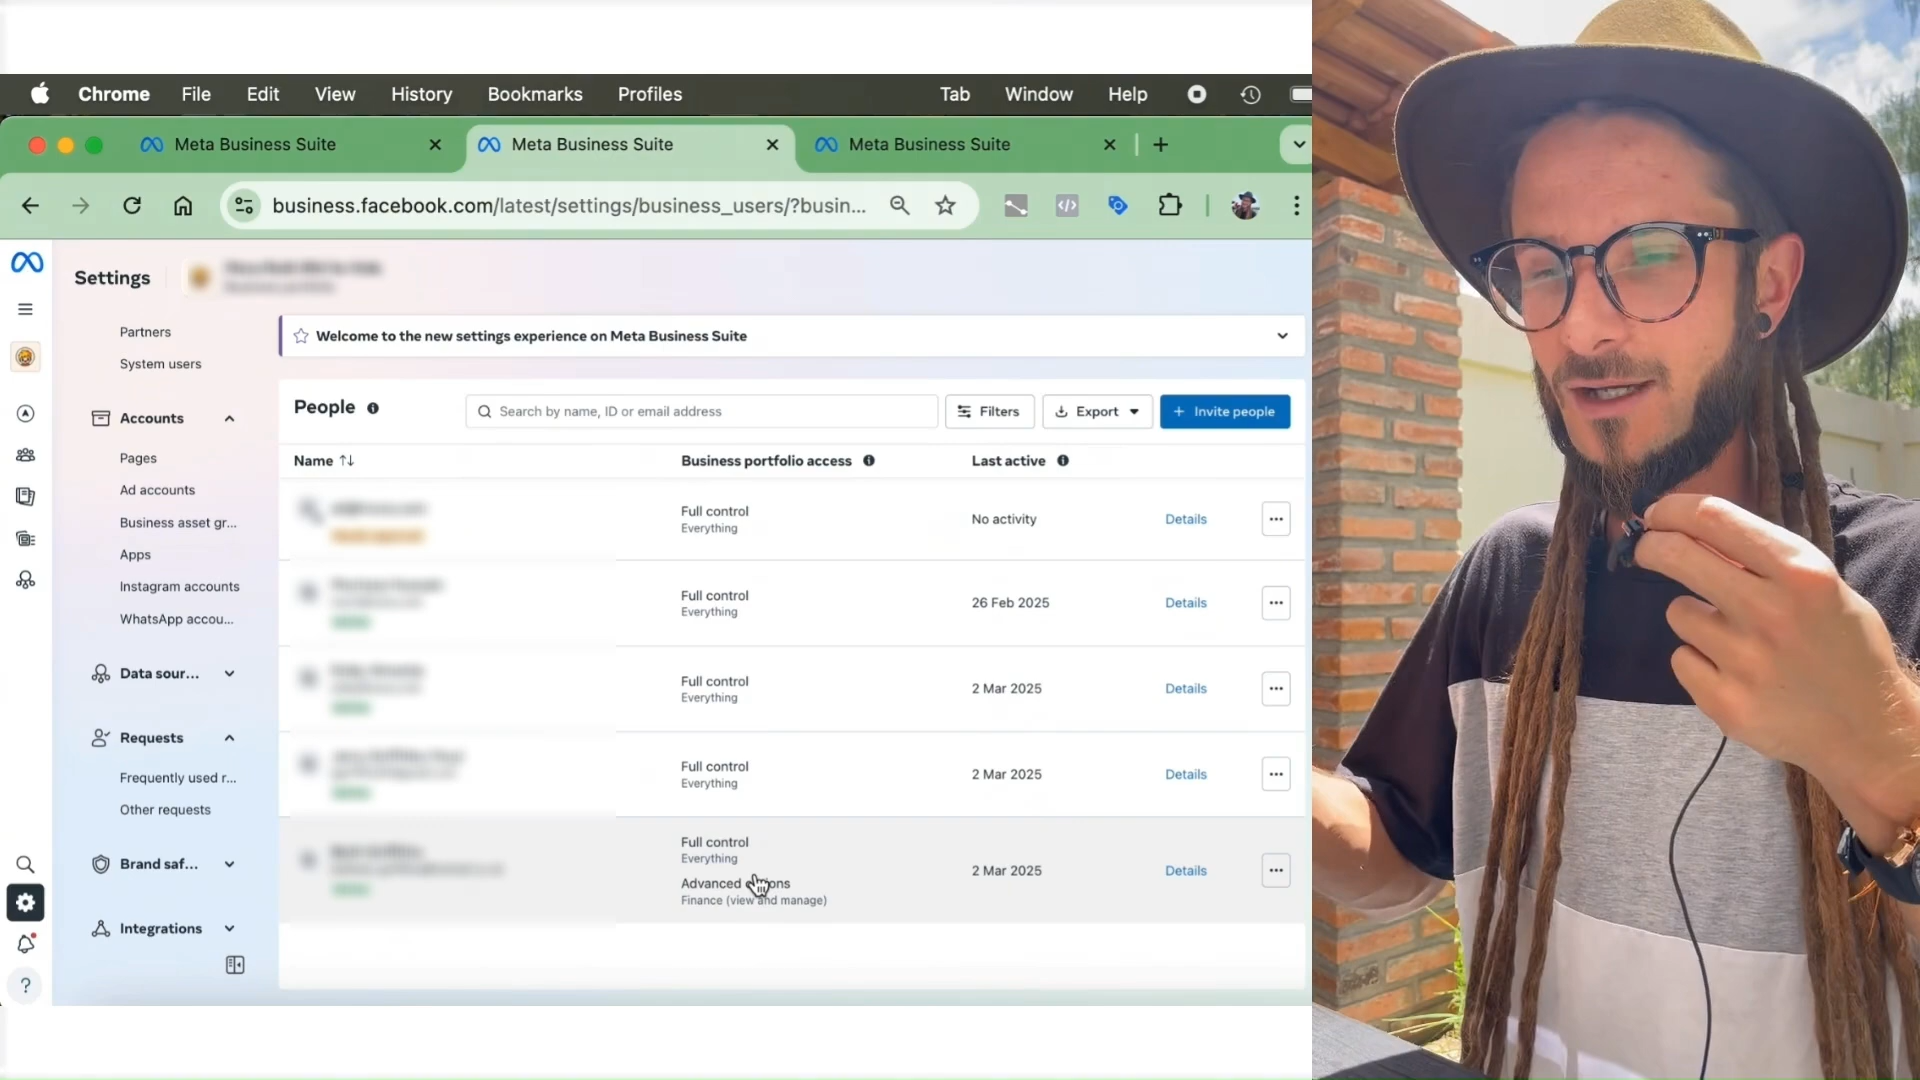 Chrome File Edit View History Bookmarks Profiles Tab Window Help
Meta Business Suite Meta Business Suite Meta Business Suite
business.facebook.com/latest/settings/business_users/?busin...
Settings
Partners
System users
Accounts
Pages
Ad accounts
Business asset gr...
Apps
Instagram accounts
WhatsApp accou...
Data sour...
Requests
Frequently used r...
Other requests
Brand saf...
Integrations
Welcome to the new settings experience on Meta Business Suite
People Search by name, ID or email address Filters Export + Invite people
Name Business portfolio access Last active
Full control
Everything
No activity Details
Full control
Everything
26 Feb 2025 Details
Full control
Everything
2 Mar 2025 Details
Full control
Everything
2 Mar 2025 Details
Full control
Everything
Advanced
Finance (view and manage)
2 Mar 2025 Details